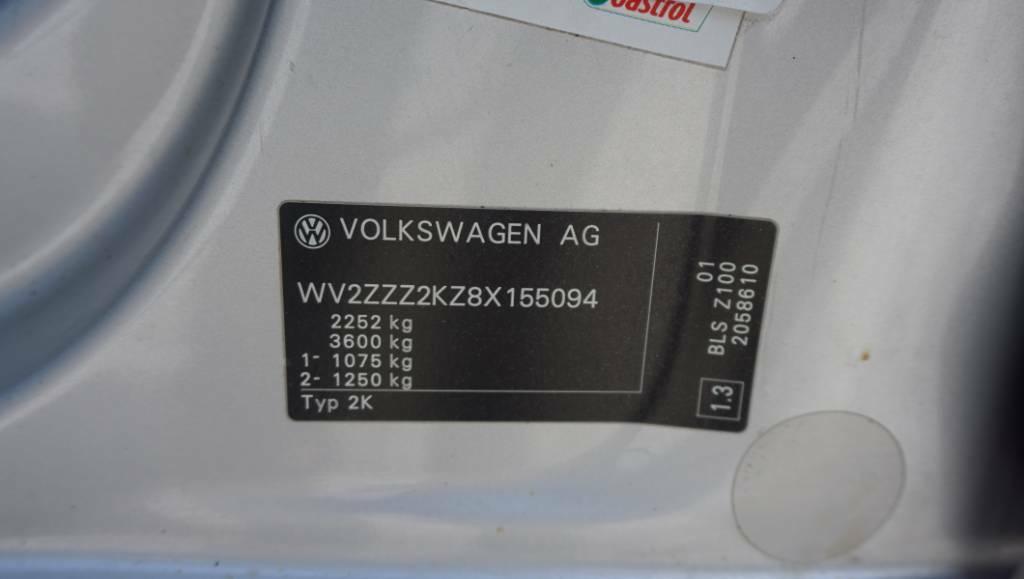 Castrol
VOLKSWAGEN AG
WV2ZZZ2KZ8X155094
2252 kg
3600 kg
1- 1075 kg
2- 1250 kg
Typ 2K
01
BLS Z100
2058610
1.3